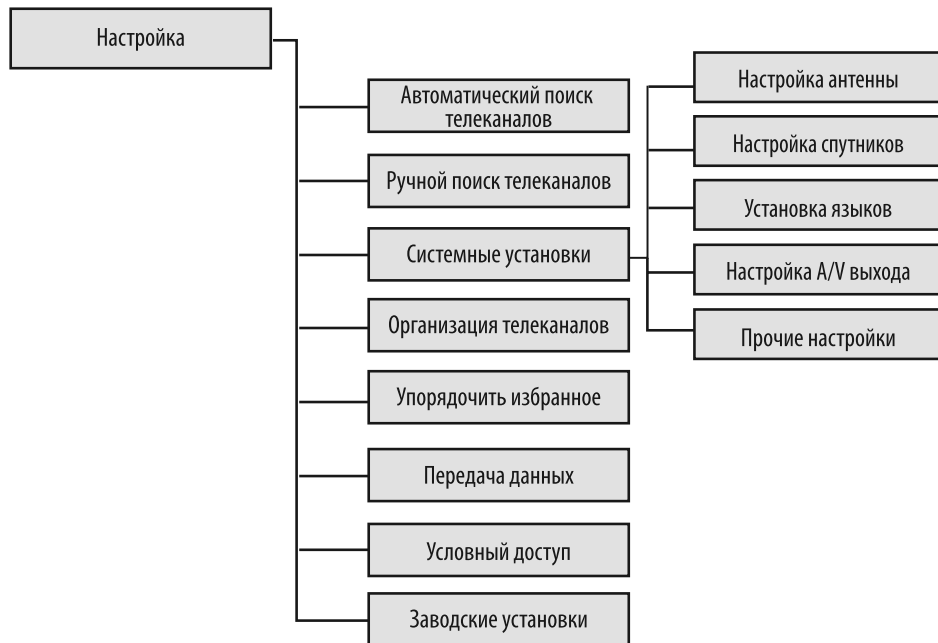 Настройка
Автоматический поиск
телеканалов
Ручной поиск телеканалов
Системные установки
Организация телеканалов
Упорядочить избранное
Передача данных
Условный доступ
Заводские установки
Настройка антенны
Настройка спутников
Установка языков
Настройка A/V выхода
Прочие настройки